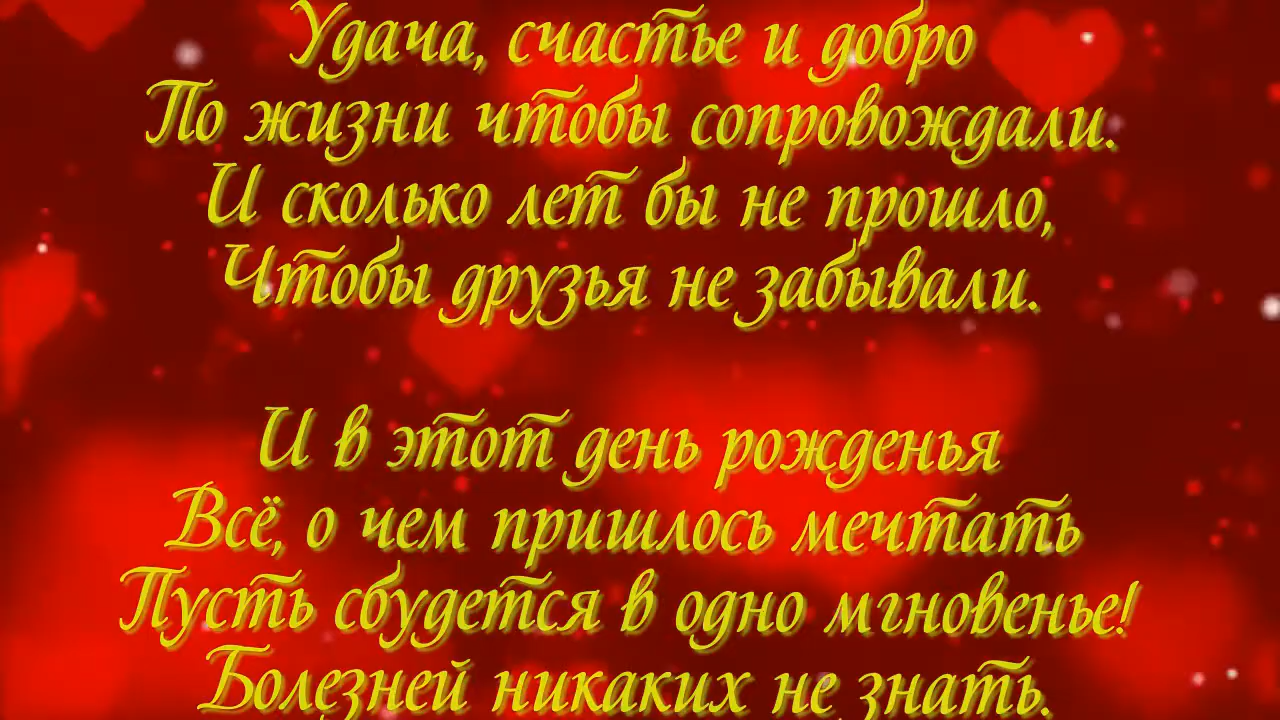 Удача, счастье и добро
По жизни чтобы сопровождали.
И сколько лет бы не прошло,
Чтобы друзья не забывали.
И в этот день рожденья
Всё, о чем пришлось мечтать
Пусть сбудется в одно мгновенье!
Болезней никаких не знать.